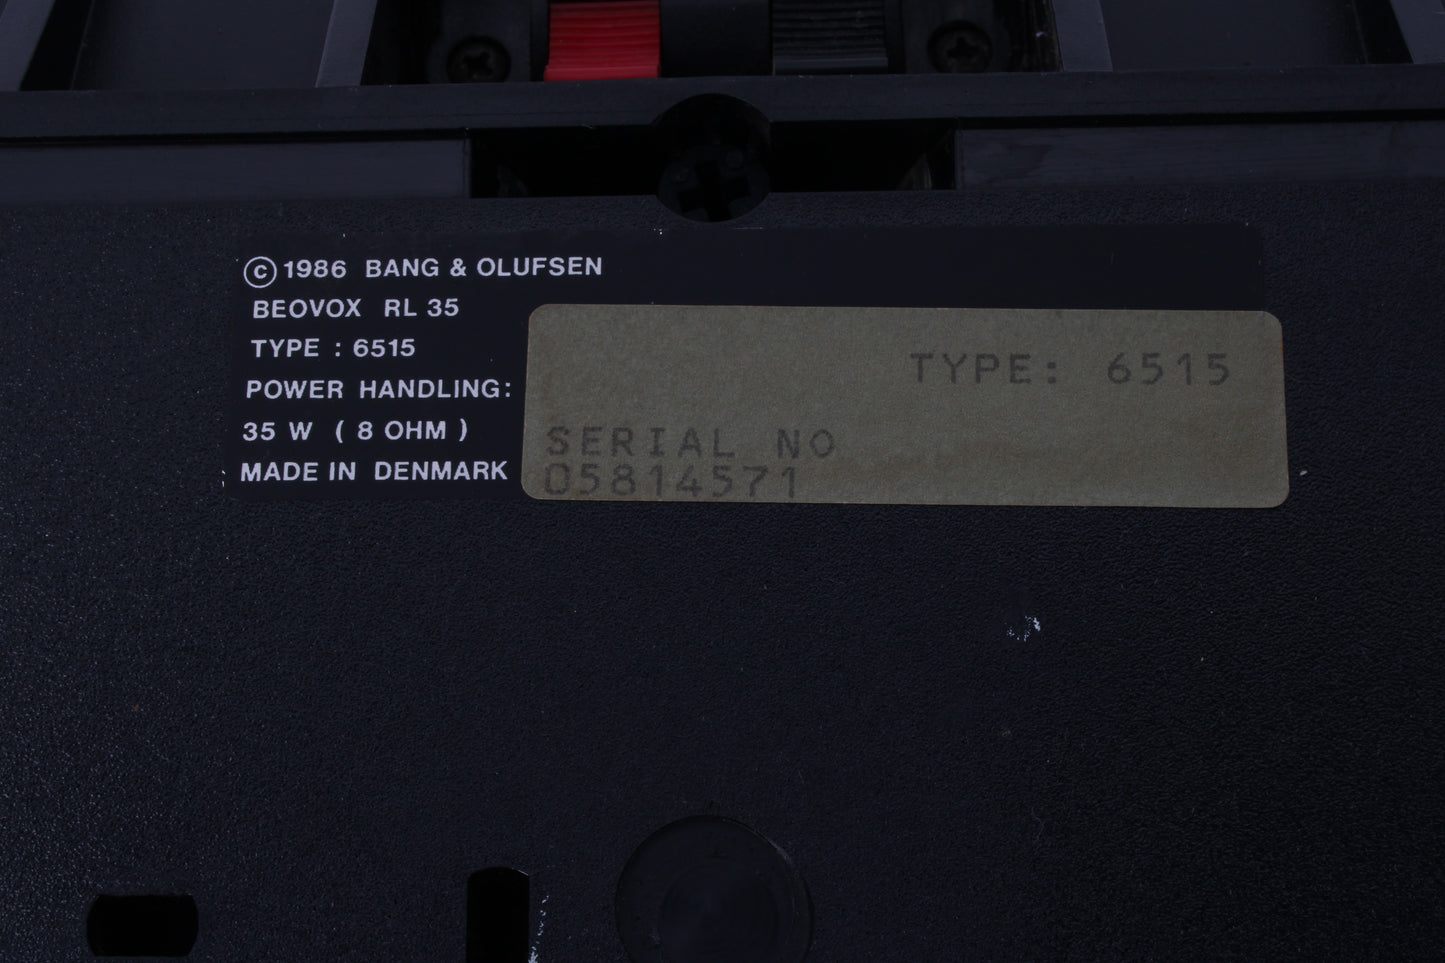 © 1986 BANG & OLUFSEN
BEOVOX RL 35
TYPE : 6515
POWER HANDLING:
35 W ( 8 OHM )
MADE IN DENMARK
TYPE: 6515
SERIAL NO
05814571